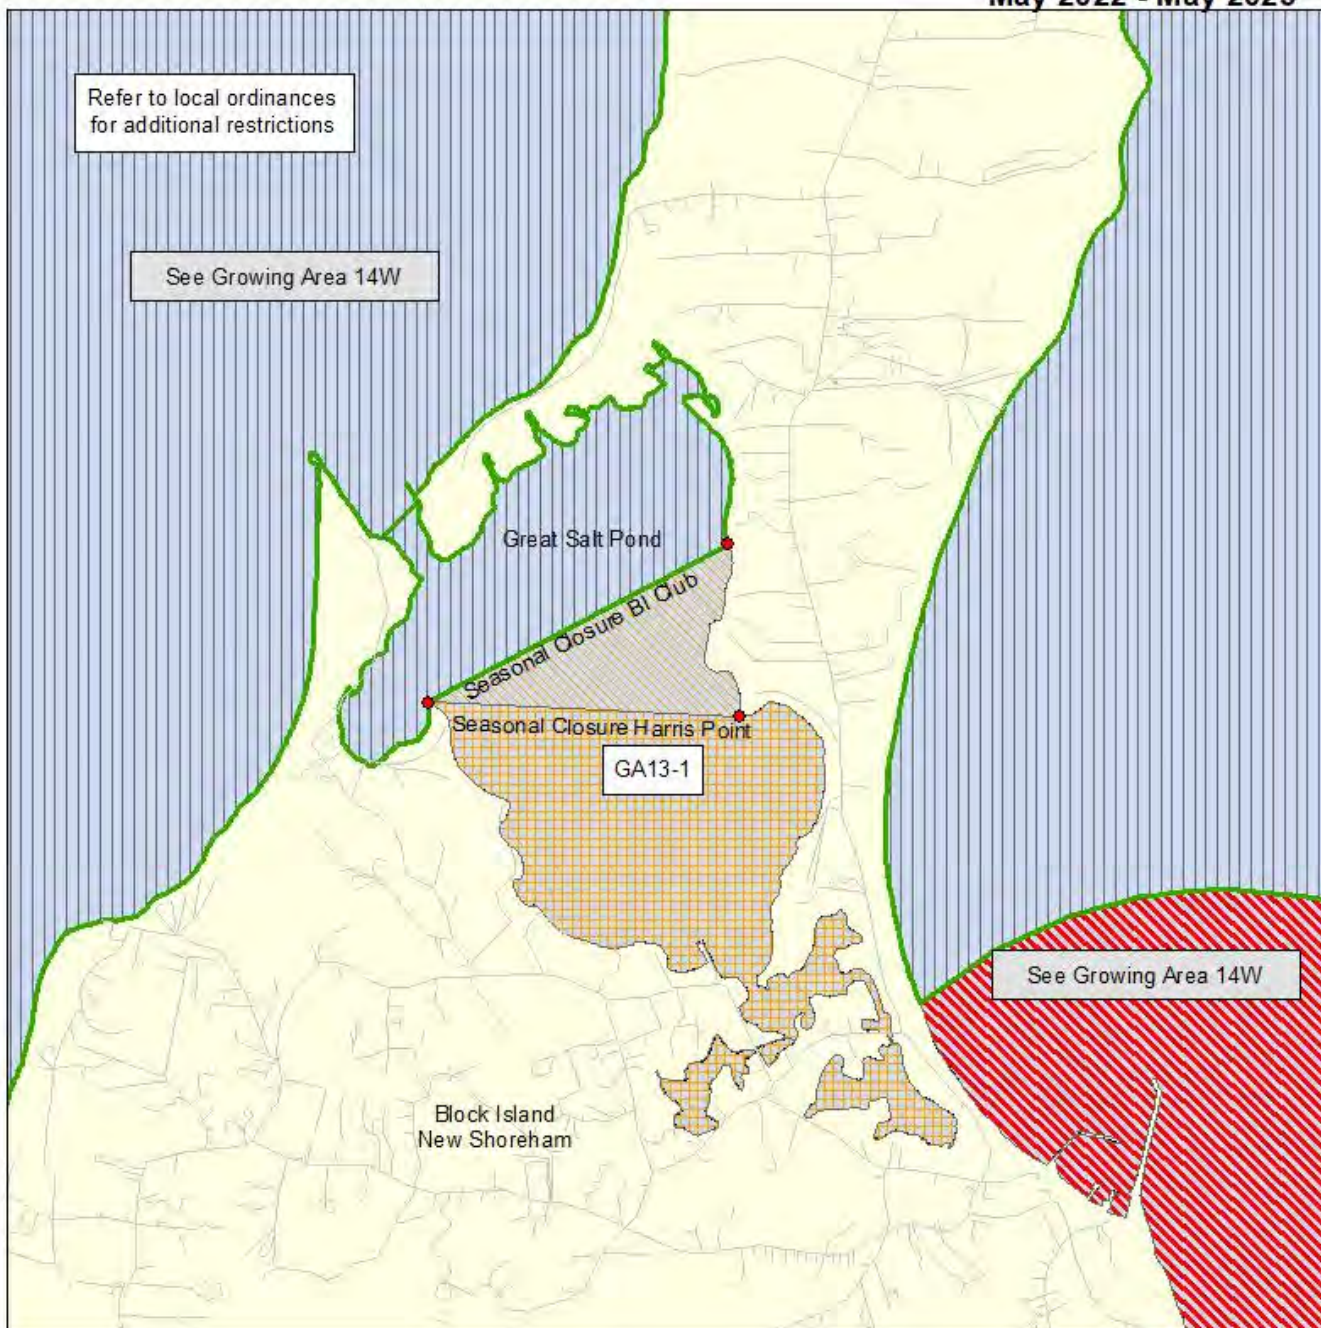 May 2022 - May 2023
Refer to local ordinances
for additional restrictions
See Growing Area 14W
Great Salt Pond
Seasonal Closure BI Club
Seasonal Closure Harris Point
GA13-1
See Growing Area 14W
Block Island
New Shoreham